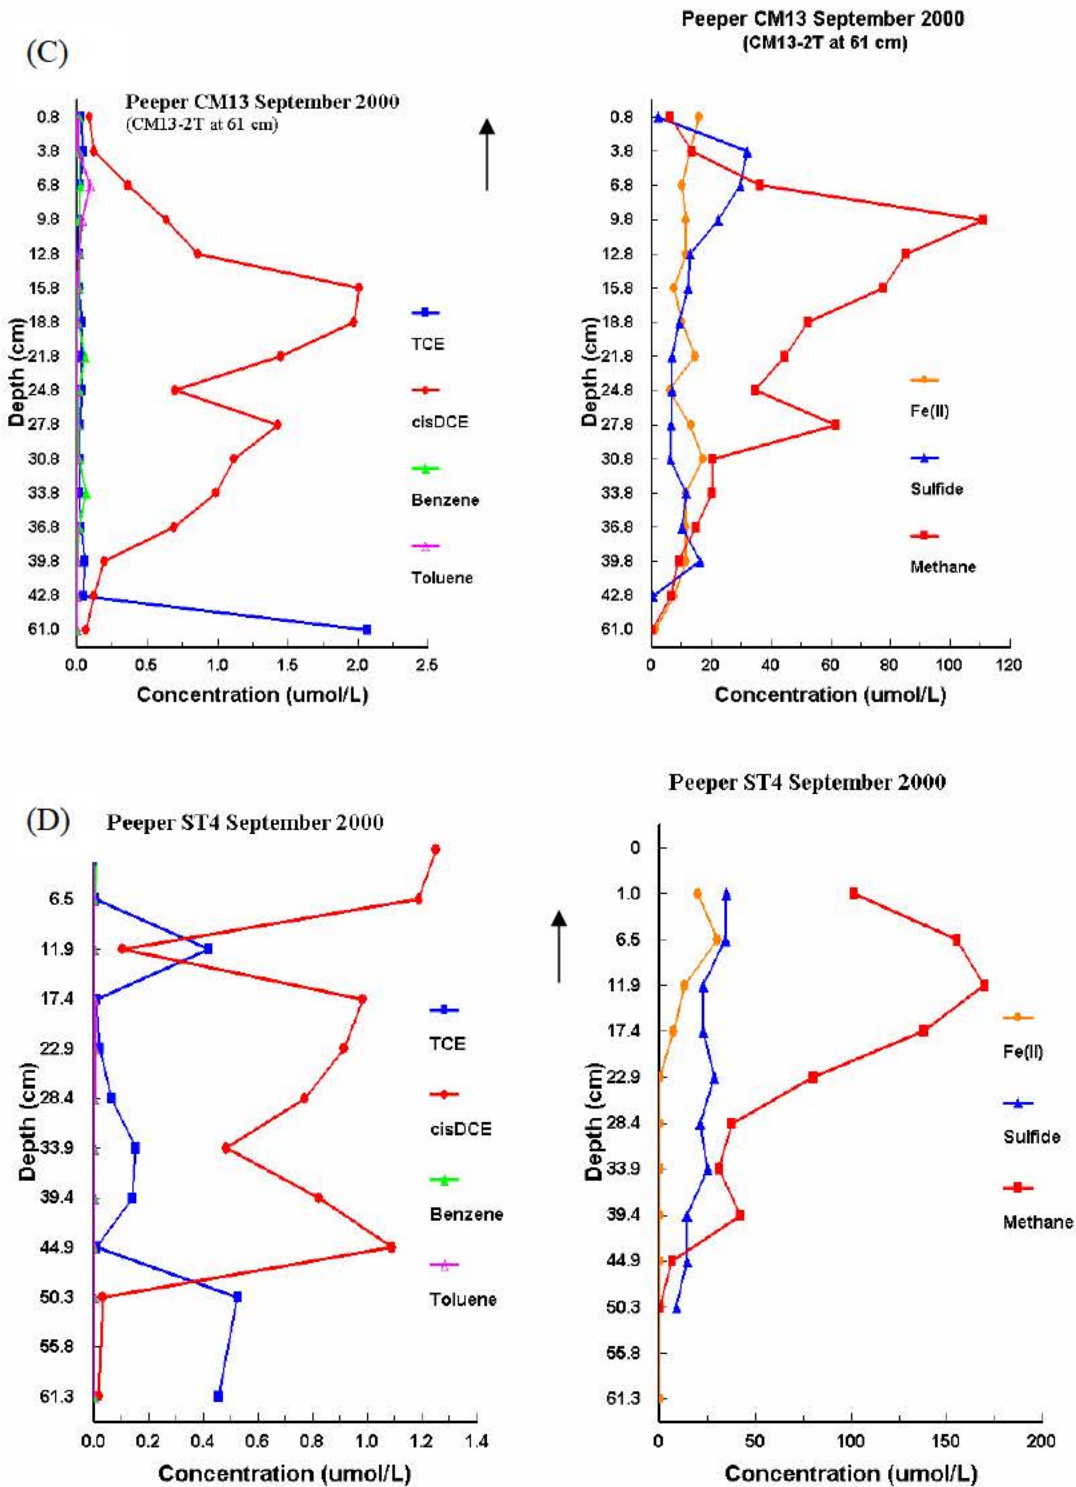 (C)
Peeper CM13 September 2000
(CM13-2T at 61 cm)
0.8
3.8
6.8
9.8
12.8
15.8
18.8
21.8
24.8
27.8
30.8
33.8
36.8
39.8
42.8
61.0
Depth (cm)
0.0 0.5 1.0 1.5 2.0 2.5
Concentration (umol/L)
TCE
cisDCE
Benzene
Toluene
Peeper CM13 September 2000
(CM13-2T at 61 cm)
0.8
3.8
6.8
9.8
12.8
15.8
18.8
21.8
24.8
27.8
30.8
33.8
36.8
39.8
42.8
61.0
Depth (cm)
0 20 40 60 80 100 120
Concentration (umol/L)
Fe(II)
Sulfide
Methane
(D)
Peeper ST4 September 2000
6.5
11.9
17.4
22.9
28.4
33.9
39.4
44.9
50.3
55.8
61.3
Depth (cm)
0.0 0.2 0.4 0.6 0.8 1.0 1.2 1.4
Concentration (umol/L)
TCE
cisDCE
Benzene
Toluene
Peeper ST4 September 2000
0
1.0
6.5
11.9
17.4
22.9
28.4
33.9
39.4
44.9
50.3
55.8
61.3
Depth (cm)
0 50 100 150 200
Concentration (umol/L)
Fe(II)
Sulfide
Methane